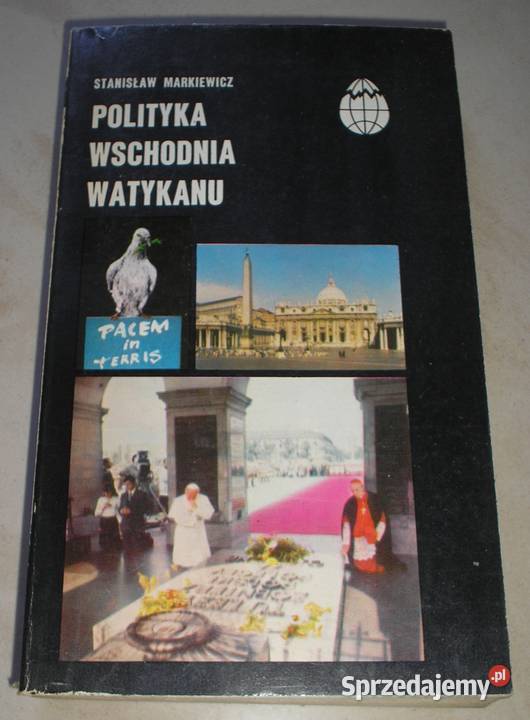 STANISŁAW MARKIEWICZ
POLITYKA
WSCHODNIA
WATYKANU
PACEM
in
TERRIS
Sprzedajemy.pl